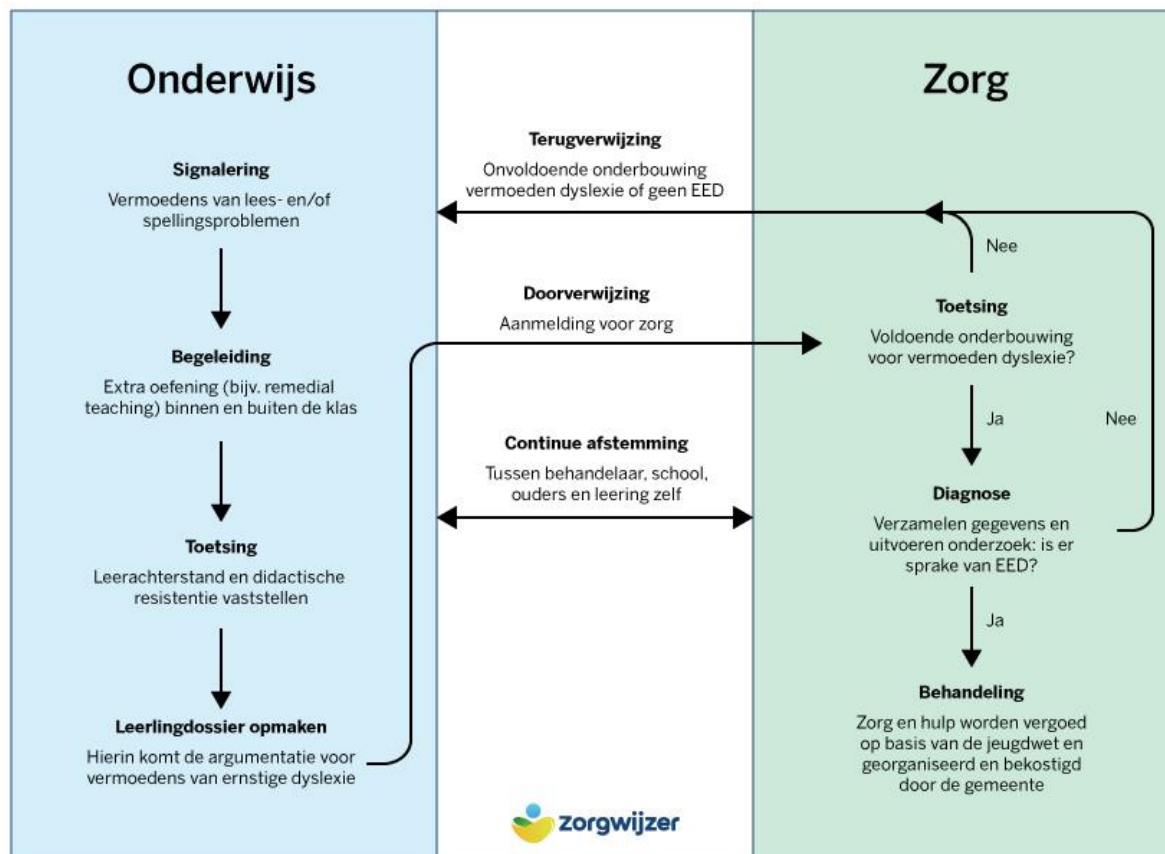 Onderwijs
Signalering
Vermoedens van lees- en/of
spellingsproblemen
Begeleiding
Extra oefening (bijv. remedial
teaching) binnen en buiten de klas
Toetsing
Leerachterstand en didactische
resistentie vaststellen
Leerlingdossier opmaken
Hierin komt de argumentatie voor
vermoedens van ernstige dyslexie
Terugverwijzing
Onvoldoende onderbouwing
vermoeden dyslexie of geen EED
Doorverwijzing
Aanmelding voor zorg
Continue afstemming
Tussen behandelaar, school,
ouders en leering zelf
zorgwijzer
Zorg
Nee
Toetsing
Voldoende onderbouwing
voor vermoeden dyslexie?
Ja
Nee
Diagnose
Verzamelen gegevens en
uitvoeren onderzoek: is er
sprake van EED?
Ja
Behandeling
Zorg en hulp worden vergoed
op basis van de jeugdwet en
georganiseerd en bekostigd
door de gemeente